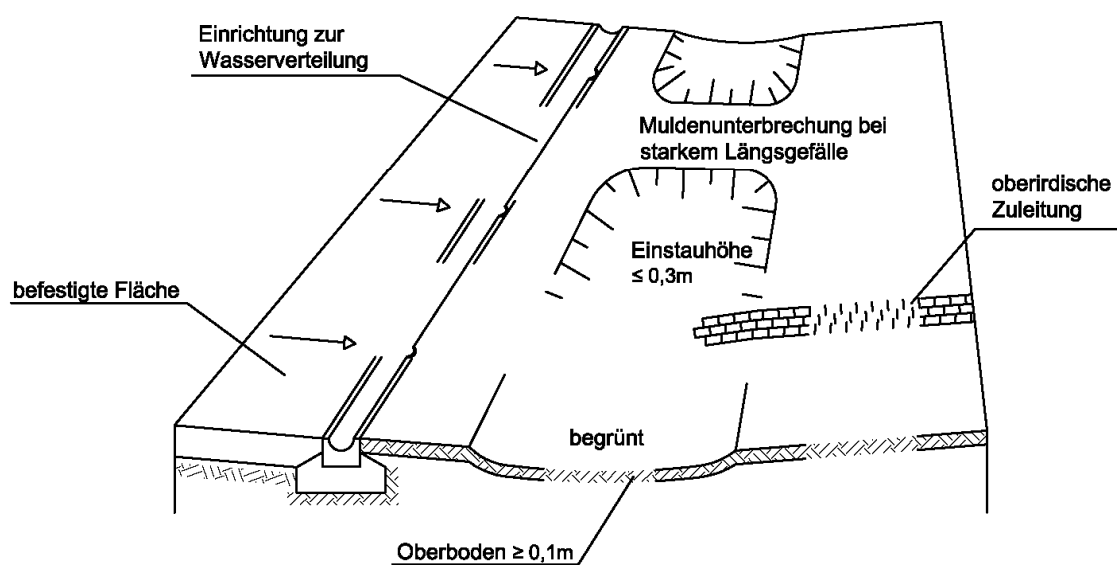 Einrichtung zur
Wasserverteilung
Muldenunterbrechung bei
starkem Längsgefälle
oberirdische
Zuleitung
Einstauhöhe
≤ 0,3m
befestigte Fläche
begrünt
Oberboden ≥ 0,1m